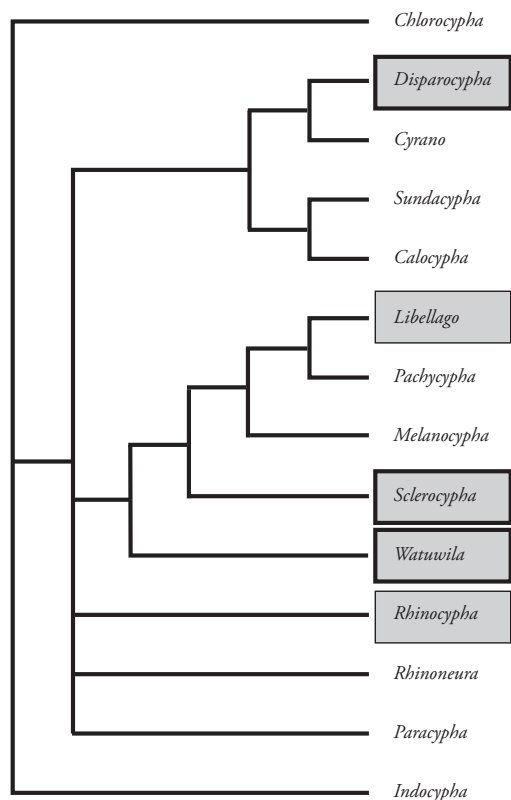 Chlorocypha
Disparocypha
Cyrano
Sundacypha
Calocypha
Libellago
Pachycypha
Melanocypha
Sclerocypha
Watuwila
Rhinocypha
Rhinoneura
Paracypha
Indocypha